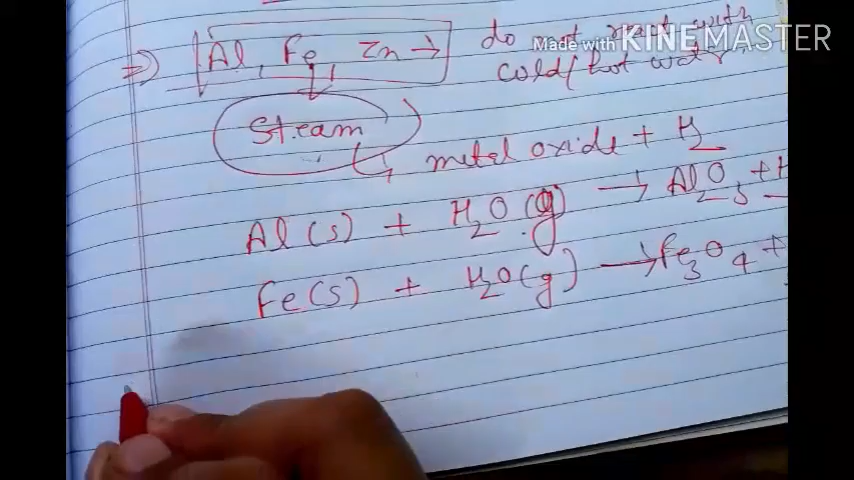 => Al, Fe, Zn → do not react with
cold/hot water
Made with KINEMASTER
Steam
↳ metal oxide + H2
Al(s) + H2O(g) → Al2O3 + H
Fe(s) + H2O(g) → Fe3O4 +